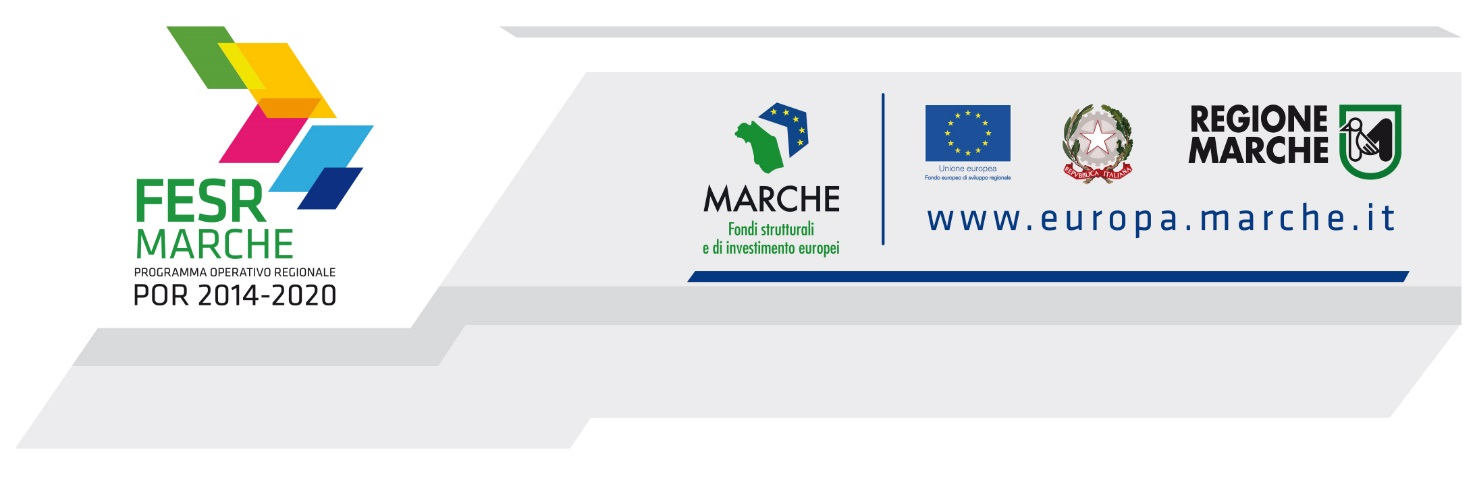 FESR
MARCHE
PROGRAMMA OPERATIVO REGIONALE
POR 2014-2020
MARCHE
Fondi strutturali
e di investimento europei
Unione europea
Fondo europeo di sviluppo regionale
REPVBBLICA ITALIANA
REGIONE
MARCHE
www.europa.marche.it